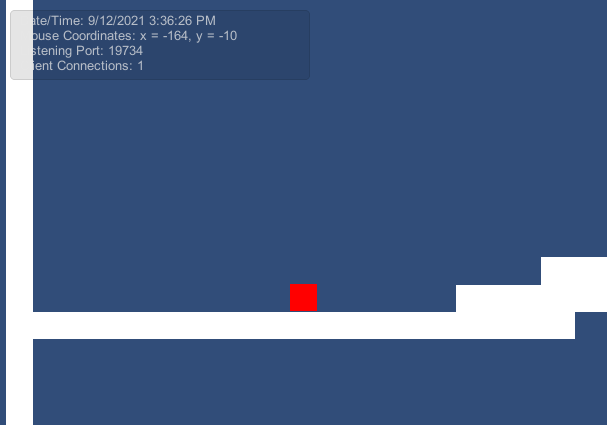 ate/Time: 9/12/2021 3:36:26 PM
ouse Coordinates: x = -164, y = -10
stening Port: 19734
ient Connections: 1